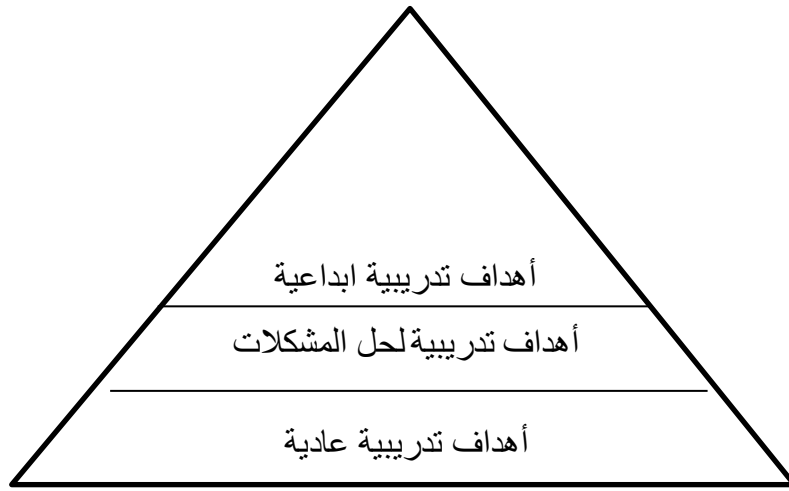 أهداف تدريبية ابداعية
أهداف تدريبية لحل المشكلات
أهداف تدريبية عادية